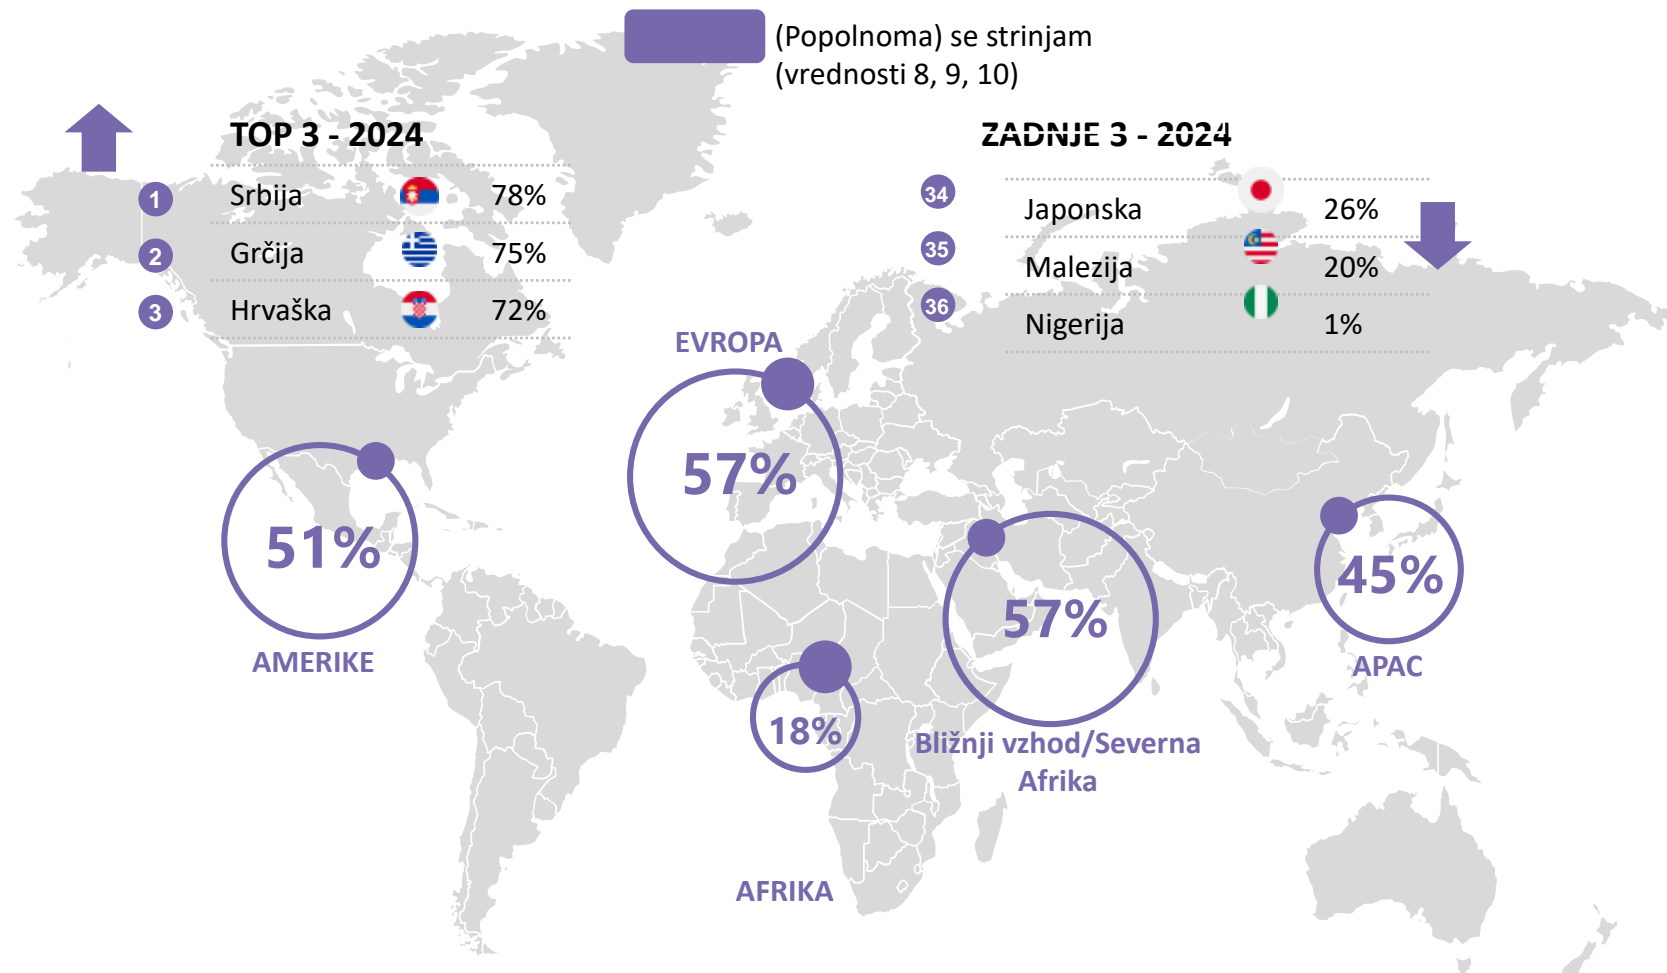 (Popolnoma) se strinjam
(vrednosti 8, 9, 10)
TOP 3 - 2024
1 Srbija 78%
2 Grčija 75%
3 Hrvaška 72%
ZADNJE 3 - 2024
34 Japonska 26%
35 Malezija 20%
36 Nigerija 1%
EVROPA
57%
51%
AMERIKE
57%
Bližnji vzhod/Severna
Afrika
45%
APAC
18%
AFRIKA